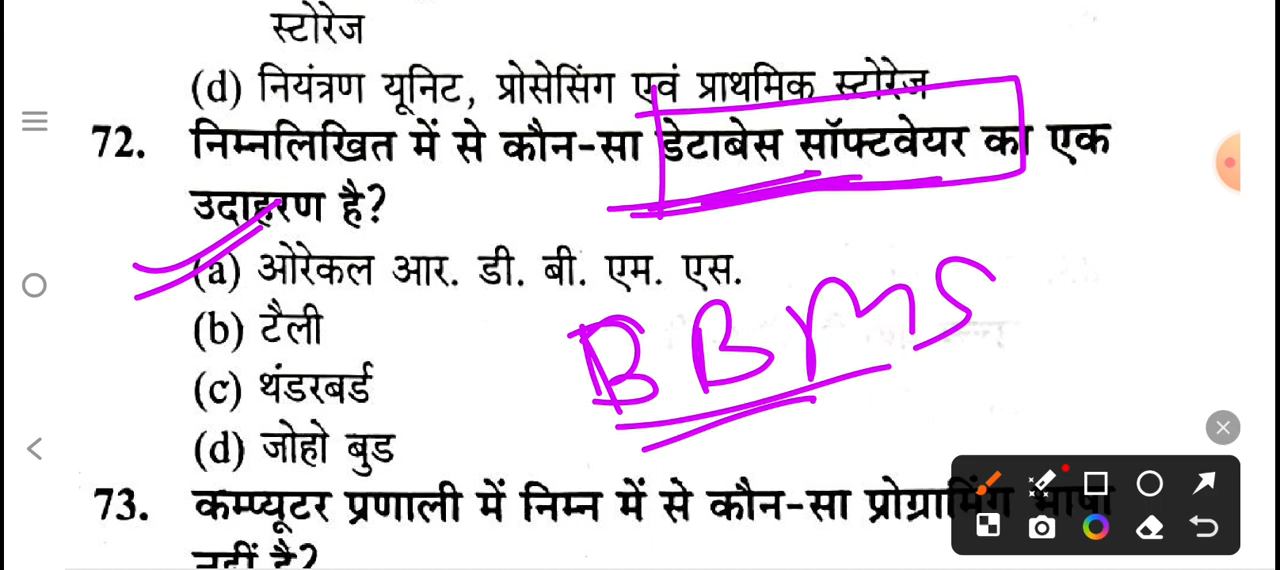 स्टोरेज
(d) नियंत्रण यूनिट, प्रोसेसिंग एवं प्राथमिक स्टोरेज
72. निम्नलिखित में से कौन-सा डेटाबेस सॉफ्टवेयर का एक
उदाहरण है?
(a) ओरेकल आर. डी. बी. एम. एस.
(b) टैली
(c) थंडरबर्ड
(d) जोहो बुड
BBMS
73. कम्प्यूटर प्रणाली में निम्न में से कौन-सा प्रोग्रामिंग भाषा
नहीं है?